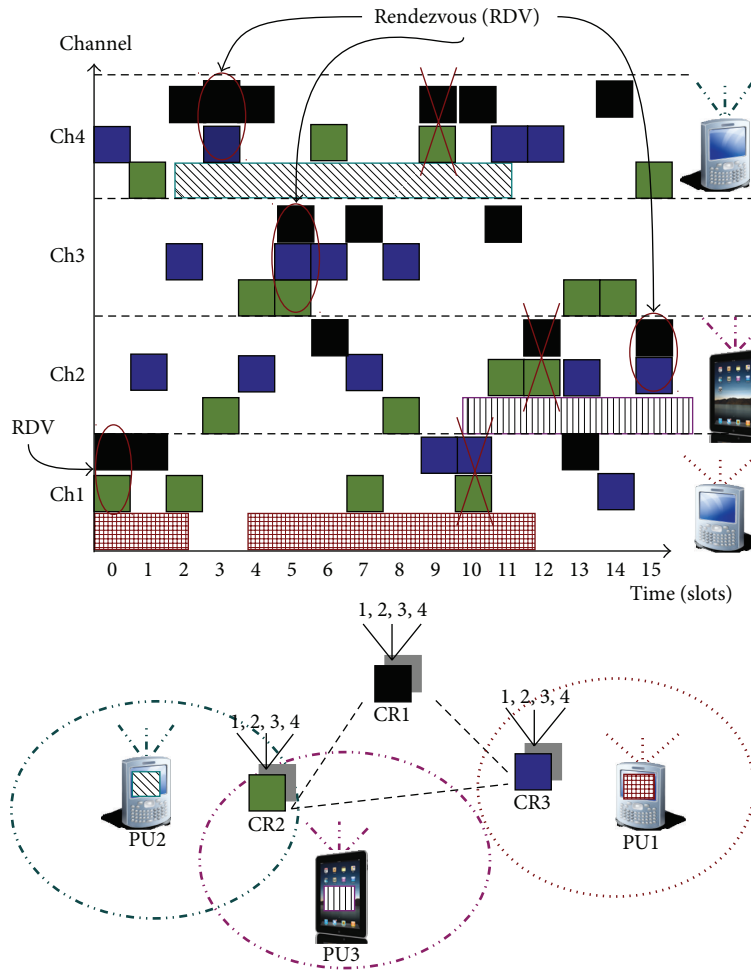 Rendezvous (RDV)
Channel
Ch4
Ch3
Ch2
RDV
Ch1
0 1 2 3 4 5 6 7 8 9 10 11 12 13 14 15
Time (slots)
1, 2, 3, 4
CR1
1, 2, 3, 4
1, 2, 3, 4
CR2
CR3
PU2
PU1
PU3